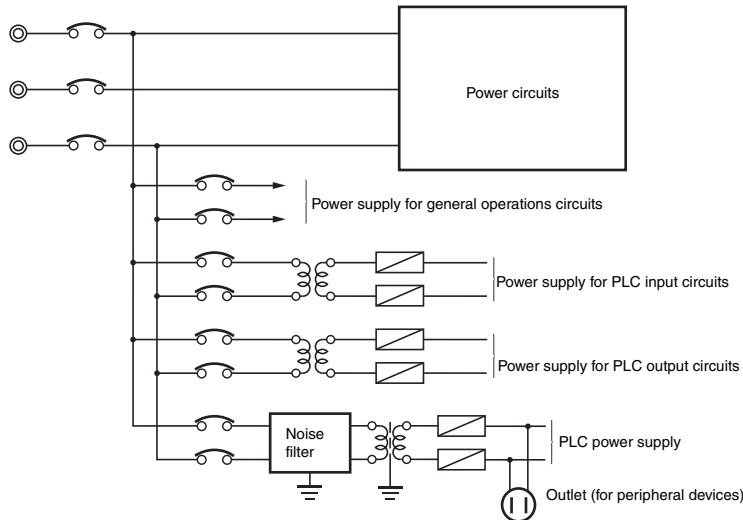 Power circuits
Power supply for general operations circuits
Power supply for PLC input circuits
Power supply for PLC output circuits
Noise
filter
PLC power supply
Outlet (for peripheral devices)